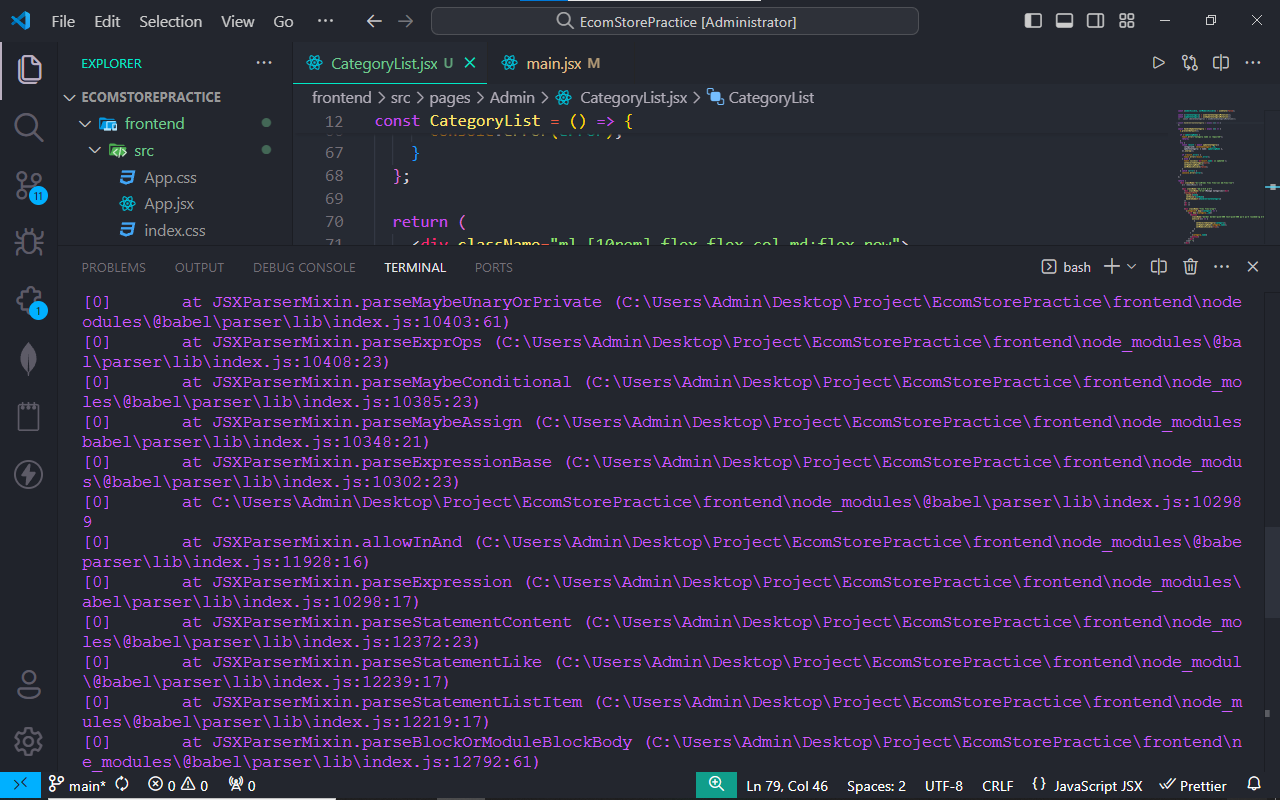 File Edit Selection View Go ··· EcomStorePractice [Administrator]
EXPLORER ···
CategoryList.jsx U
main.jsx M
ECOMSTOREPRACTICE
frontend
src
App.css
App.jsx
index.css
frontend > src > pages > Admin > CategoryList.jsx > CategoryList
12 const CategoryList = () => {
67 }
68 };
69
70 return (
71 <div className="ml-[10rem] flex flex-col md:flex-row">
11
1
PROBLEMS OUTPUT DEBUG CONSOLE TERMINAL PORTS bash
[0] at JSXParserMixin.parseMaybeUnaryOrPrivate (C:\Users\Admin\Desktop\Project\EcomStorePractice\frontend\node
odules\@babel\parser\lib\index.js:10403:61)
[0] at JSXParserMixin.parseExprOps (C:\Users\Admin\Desktop\Project\EcomStorePractice\frontend\node_modules\@ba
l\parser\lib\index.js:10408:23)
[0] at JSXParserMixin.parseMaybeConditional (C:\Users\Admin\Desktop\Project\EcomStorePractice\frontend\node_mo
les\@babel\parser\lib\index.js:10385:23)
[0] at JSXParserMixin.parseMaybeAssign (C:\Users\Admin\Desktop\Project\EcomStorePractice\frontend\node_modules
babel\parser\lib\index.js:10348:21)
[0] at JSXParserMixin.parseExpressionBase (C:\Users\Admin\Desktop\Project\EcomStorePractice\frontend\node_modu
s\@babel\parser\lib\index.js:10302:23)
[0] at C:\Users\Admin\Desktop\Project\EcomStorePractice\frontend\node_modules\@babel\parser\lib\index.js:10298
9
[0] at JSXParserMixin.allowInAnd (C:\Users\Admin\Desktop\Project\EcomStorePractice\frontend\node_modules\@babe
parser\lib\index.js:11928:16)
[0] at JSXParserMixin.parseExpression (C:\Users\Admin\Desktop\Project\EcomStorePractice\frontend\node_modules\
abel\parser\lib\index.js:10298:17)
[0] at JSXParserMixin.parseStatementContent (C:\Users\Admin\Desktop\Project\EcomStorePractice\frontend\node_mo
les\@babel\parser\lib\index.js:12372:23)
[0] at JSXParserMixin.parseStatementLike (C:\Users\Admin\Desktop\Project\EcomStorePractice\frontend\node_modul
\@babel\parser\lib\index.js:12239:17)
[0] at JSXParserMixin.parseStatementListItem (C:\Users\Admin\Desktop\Project\EcomStorePractice\frontend\node_m
ules\@babel\parser\lib\index.js:12219:17)
[0] at JSXParserMixin.parseBlockOrModuleBlockBody (C:\Users\Admin\Desktop\Project\EcomStorePractice\frontend\n
e_modules\@babel\parser\lib\index.js:12792:61)
main* 0 0 0 Ln 79, Col 46 Spaces: 2 UTF-8 CRLF {} JavaScript JSX Prettier